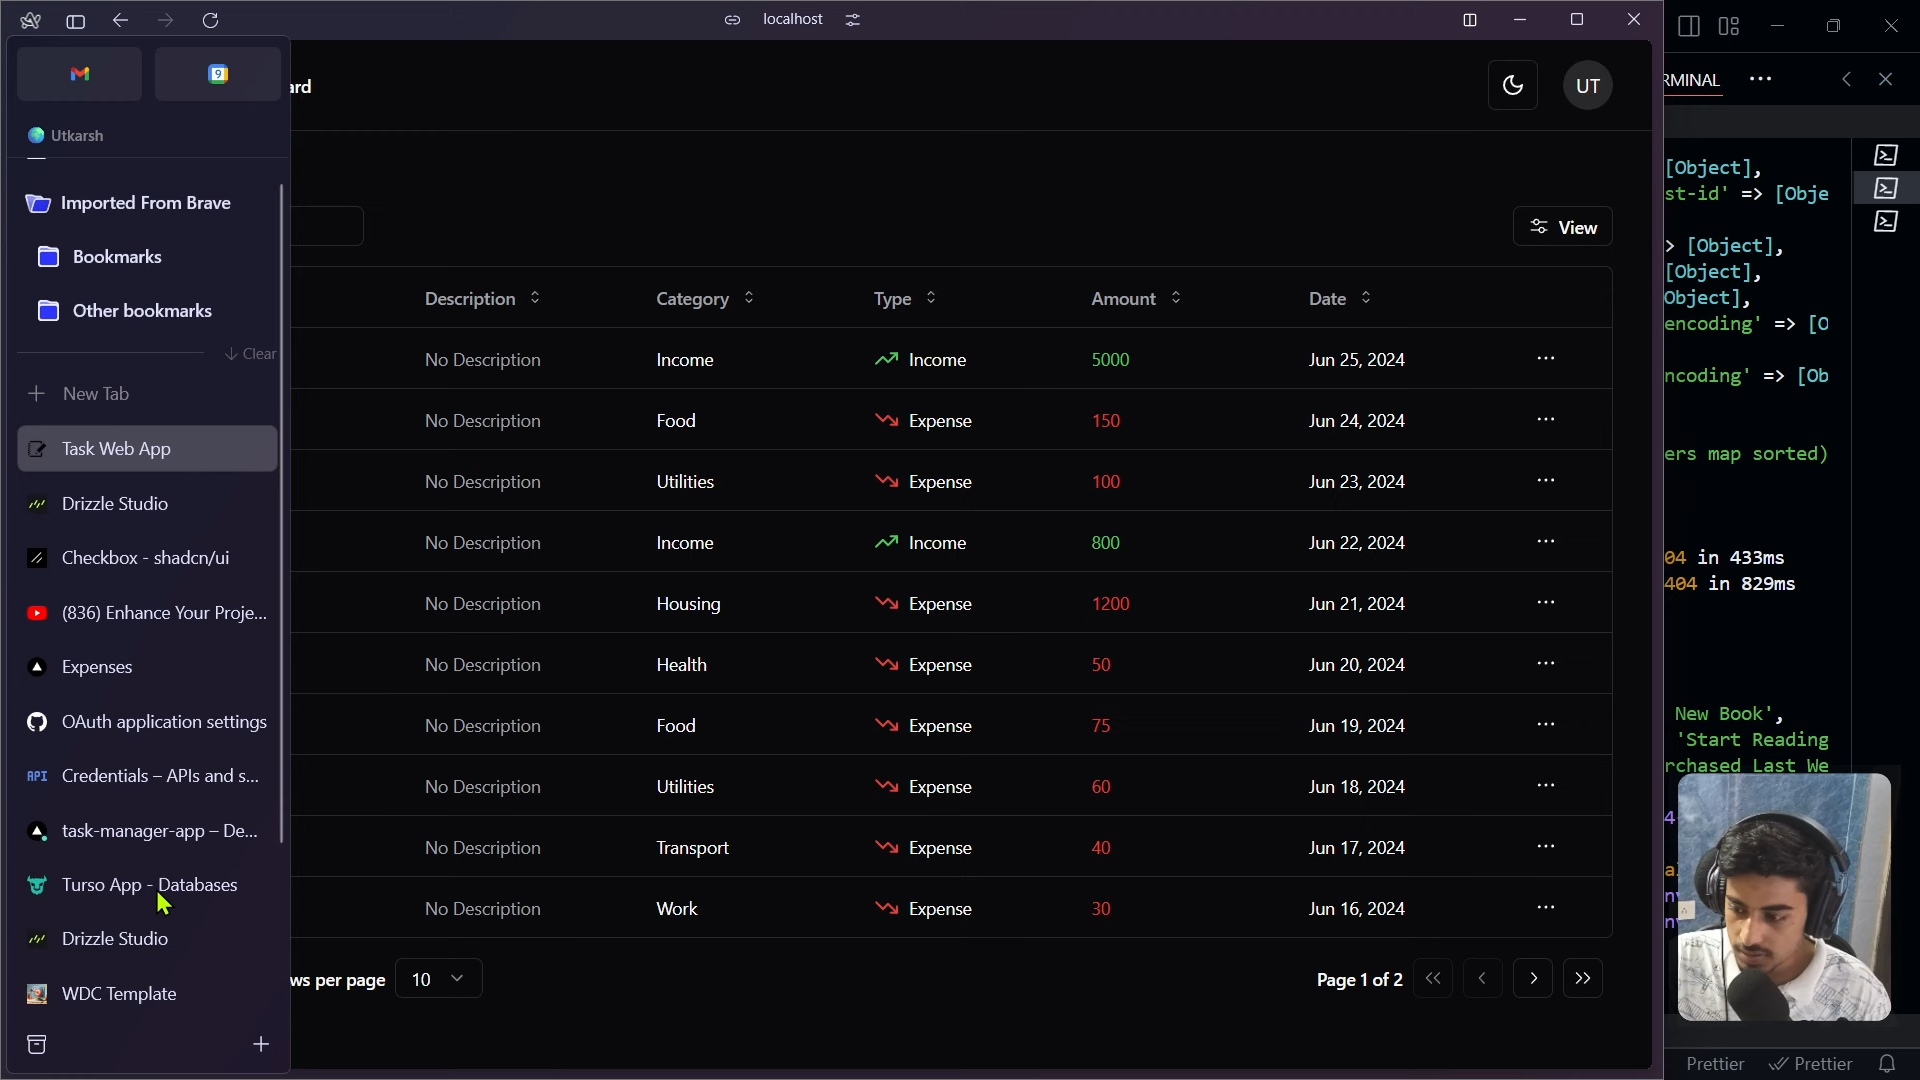 localhost
9
Utkarsh
Imported From Brave
Bookmarks
Other bookmarks
Clear
New Tab
Task Web App
Drizzle Studio
Checkbox - shadcn/ui
(836) Enhance Your Proje...
Expenses
OAuth application settings
API Credentials – APIs and s...
task-manager-app – De...
Turso App - Databases
Drizzle Studio
WDC Template
ard
UT
View
Description Category Type Amount Date
No Description Income Income 5000 Jun 25, 2024 ...
No Description Food Expense 150 Jun 24, 2024 ...
No Description Utilities Expense 100 Jun 23, 2024 ...
No Description Income Income 800 Jun 22, 2024 ...
No Description Housing Expense 1200 Jun 21, 2024 ...
No Description Health Expense 50 Jun 20, 2024 ...
No Description Food Expense 75 Jun 19, 2024 ...
No Description Utilities Expense 60 Jun 18, 2024 ...
No Description Transport Expense 40 Jun 17, 2024 ...
No Description Work Expense 30 Jun 16, 2024 ...
ws per page 10
Page 1 of 2
RMINAL ...
[Object],
st-id' => [Obje
> [Object],
[Object],
Object],
encoding' => [O
ncoding' => [Ob
ers map sorted)
04 in 433ms
404 in 829ms
New Book',
'Start Reading
rchased Last We
4
Prettier
Prettier